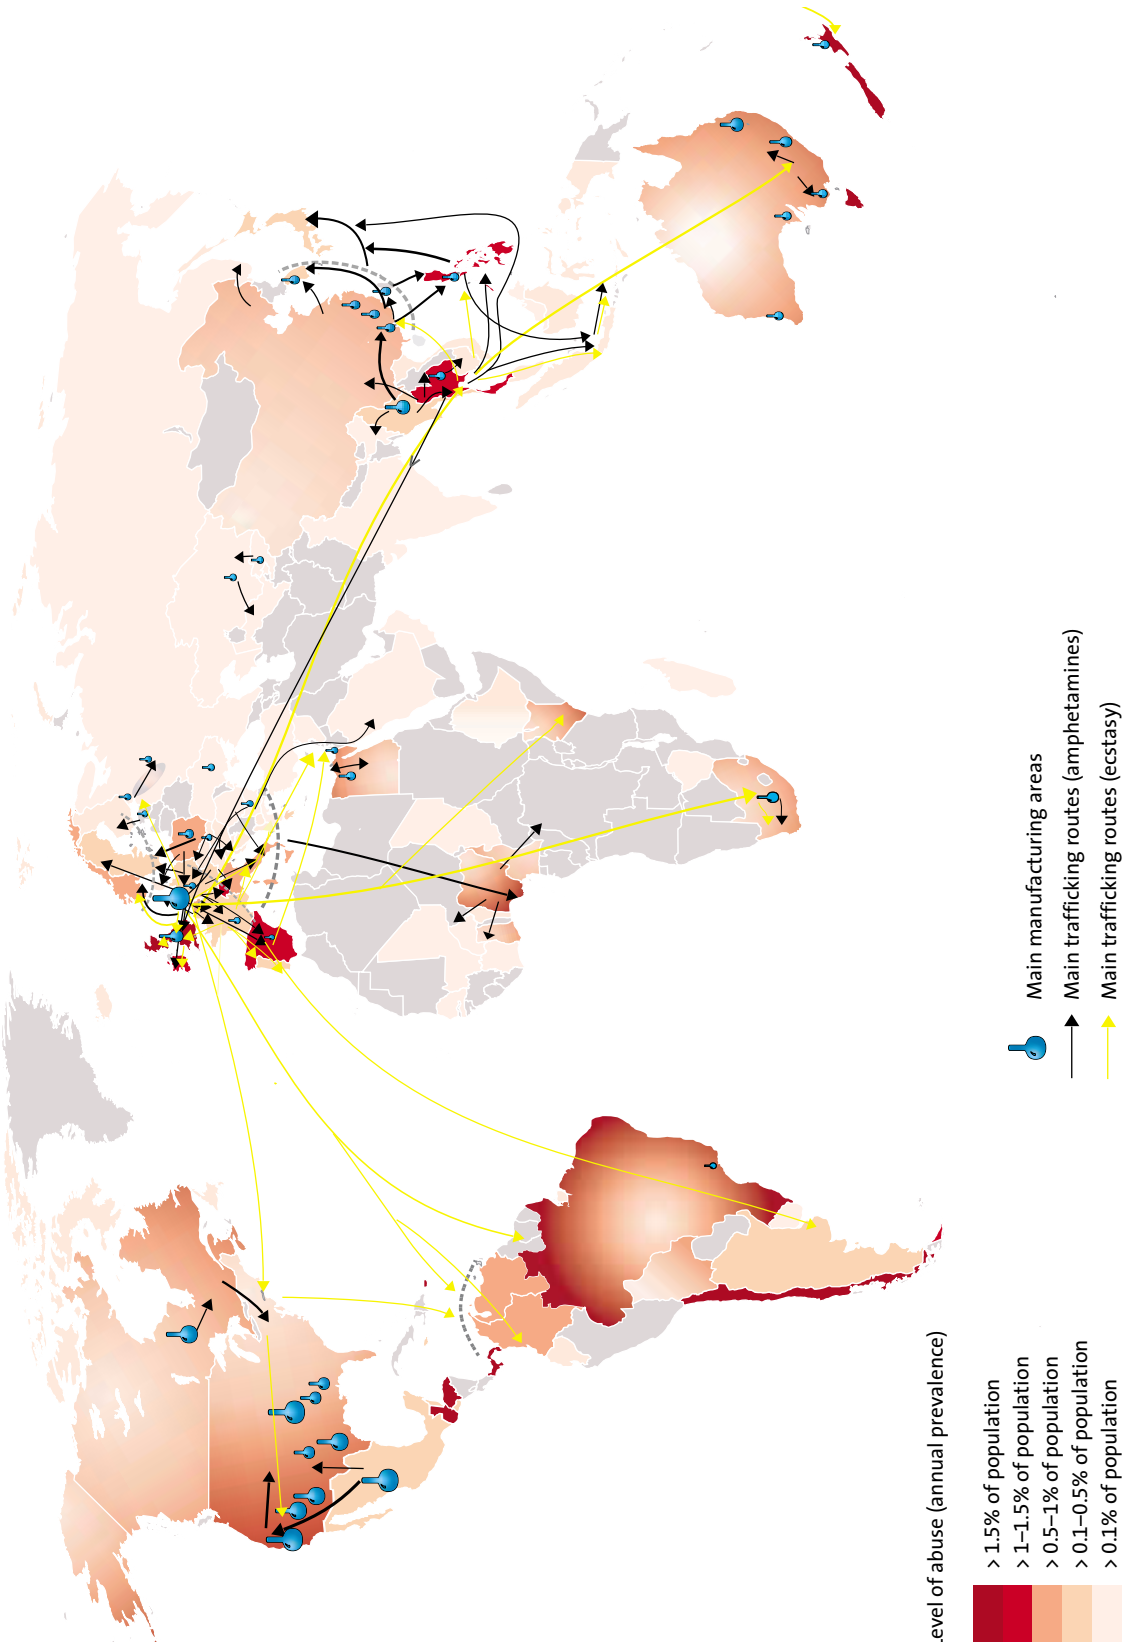 Level of abuse (annual prevalence)
> 1.5% of population
> 1–1.5% of population
> 0.5–1% of population
> 0.1–0.5% of population
> 0.1% of population
Main manufacturing areas
Main trafficking routes (amphetamines)
Main trafficking routes (ecstasy)